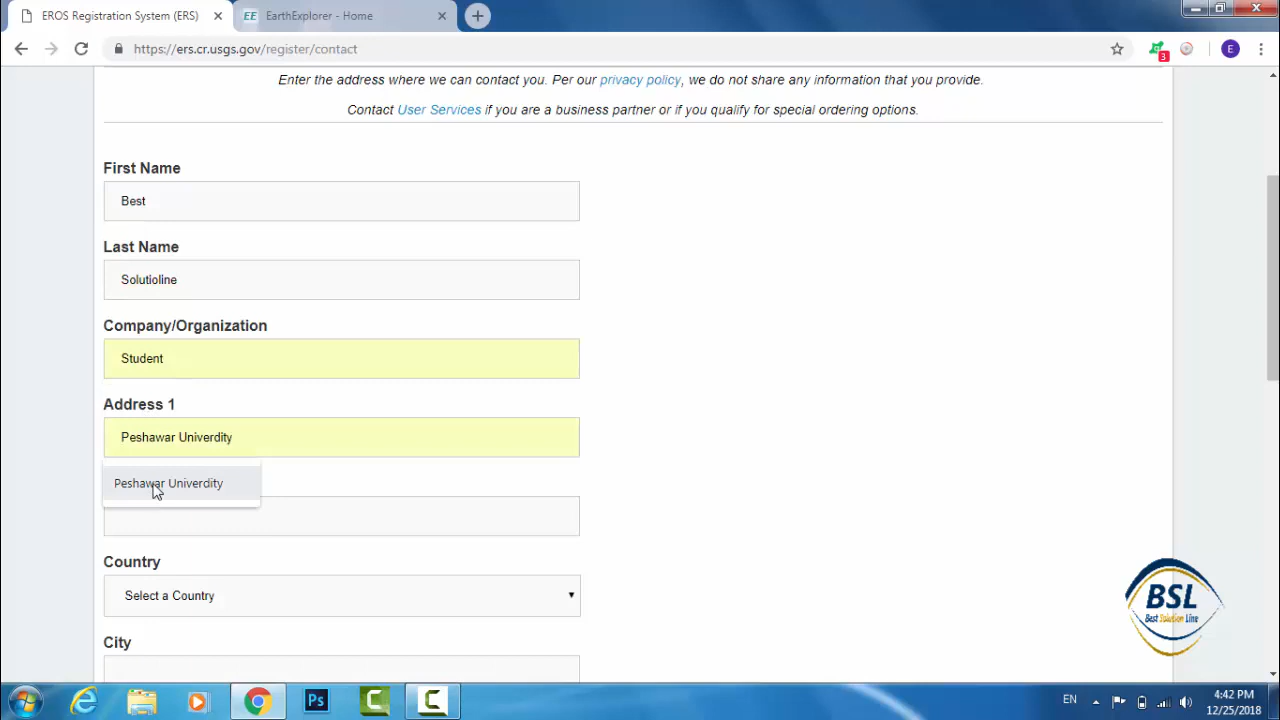 EROS Registration System (ERS)
EarthExplorer - Home
https://ers.cr.usgs.gov/register/contact
3
E
Enter the address where we can contact you. Per our privacy policy, we do not share any information that you provide.
Contact User Services if you are a business partner or if you qualify for special ordering options.
First Name
Best
Last Name
Solutioline
Company/Organization
Student
Address 1
Peshawar Univerdity
Peshawar Univerdity
Country
Select a Country
City
BSL
Best Solution Line
Ps
EN
4:42 PM
12/25/2018